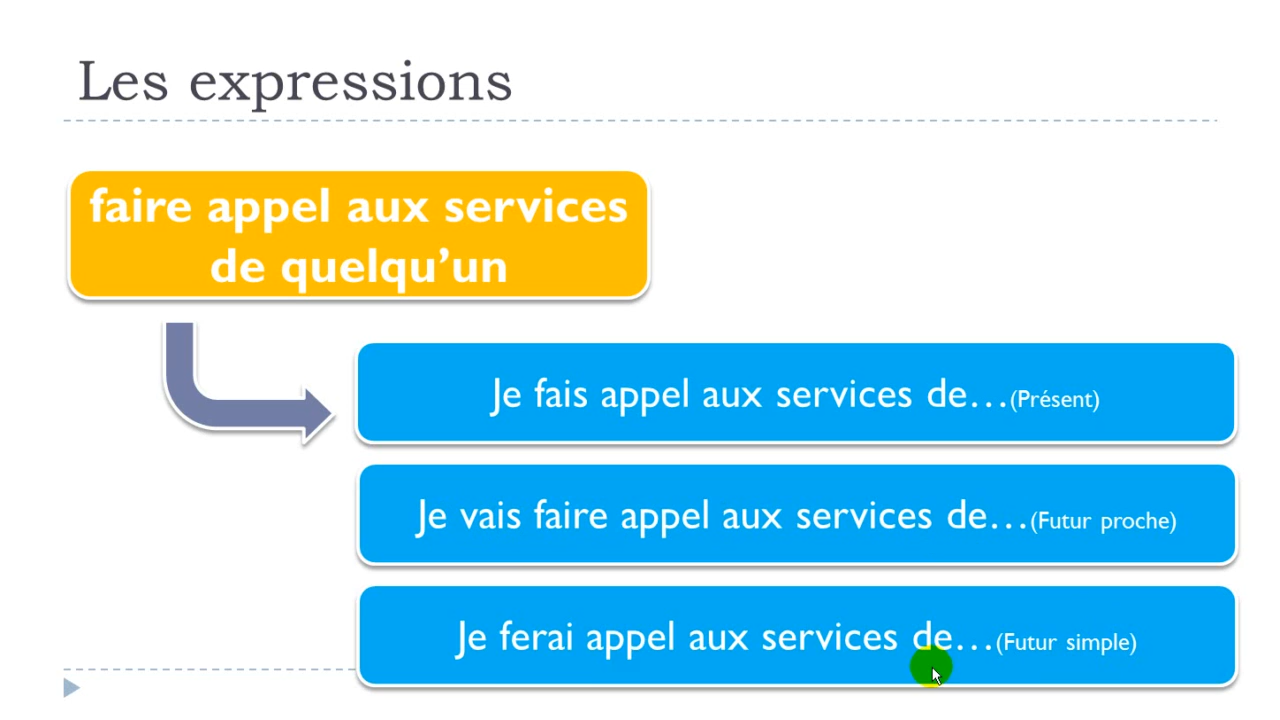 Les expressions
faire appel aux services
de quelqu’un
Je fais appel aux services de…(Présent)
Je vais faire appel aux services de…(Futur proche)
Je ferai appel aux services de…(Futur simple)